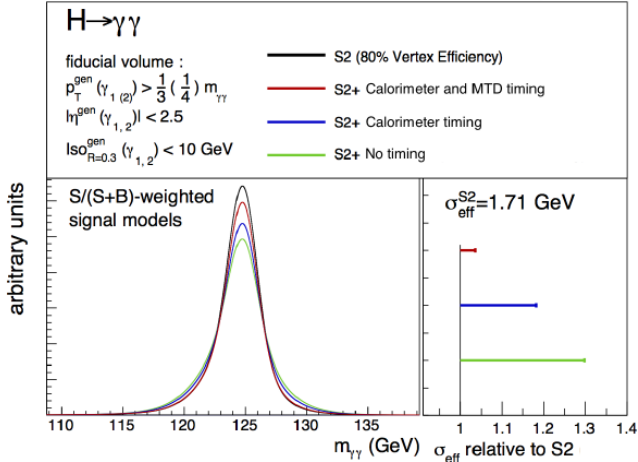 H→γγ
fiducial volume :
p_T^gen (γ_1 (2)) > 1/3 ( 1/4 ) m_γγ
|η^gen (γ_1, 2)| < 2.5
Iso_R=0.3^gen (γ_1, 2) < 10 GeV
S2 (80% Vertex Efficiency)
S2+ Calorimeter and MTD timing
S2+ Calorimeter timing
S2+ No timing
S/(S+B)-weighted
signal models
σ_eff^S2=1.71 GeV
arbitrary units
110 115 120 125 130 135
m_γγ (GeV)
1 1.1 1.2 1.3 1.4
σ_eff relative to S2